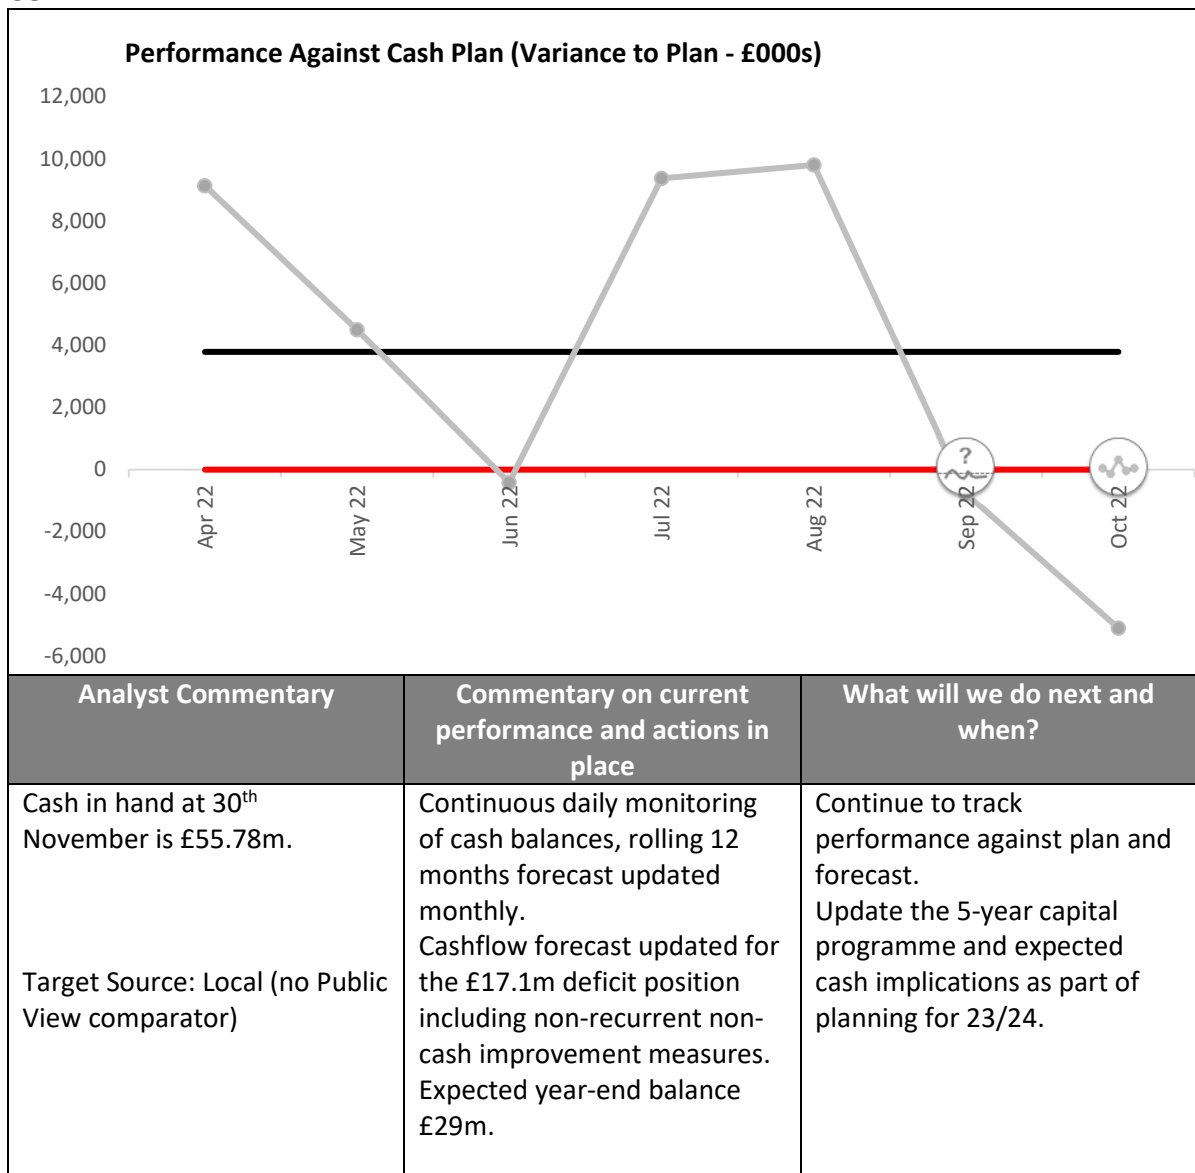 Performance Against Cash Plan (Variance to Plan - £000s)
12,000
10,000
8,000
6,000
4,000
2,000
0
-2,000
-4,000
-6,000
Apr 22
May 22
Jun 22
Jul 22
Aug 22
Sep 22
Oct 22
?
Analyst Commentary
Commentary on current
performance and actions in
place
What will we do next and
when?
Cash in hand at 30th
November is £55.78m.
Target Source: Local (no Public
View comparator)
Continuous daily monitoring
of cash balances, rolling 12
months forecast updated
monthly.
Cashflow forecast updated for
the £17.1m deficit position
including non-recurrent non-
cash improvement measures.
Expected year-end balance
£29m.
Continue to track
performance against plan and
forecast.
Update the 5-year capital
programme and expected
cash implications as part of
planning for 23/24.